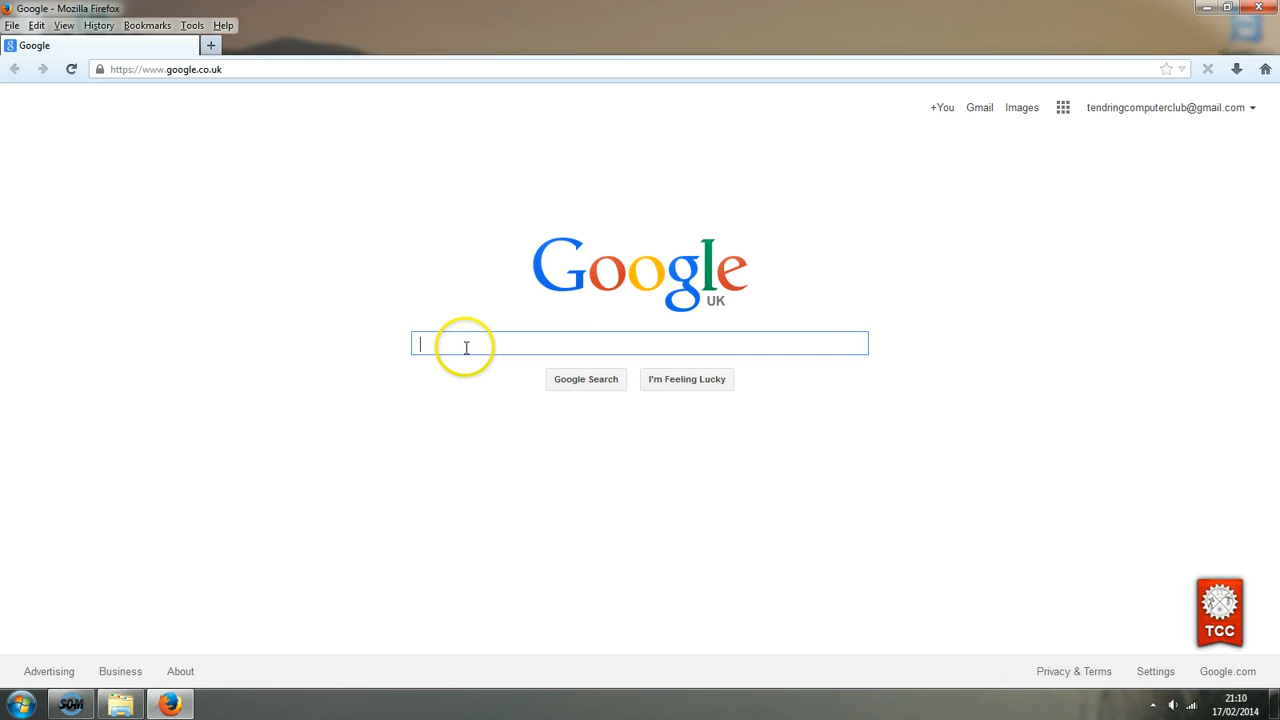 Google - Mozilla Firefox
File Edit View History Bookmarks Tools Help
Google
https://www.google.co.uk
+You Gmail Images tendringcomputerclub@gmail.com
Google
UK
Google Search I'm Feeling Lucky
TCC
Advertising Business About Privacy & Terms Settings Google.com
SOM
21:10
17/02/2014